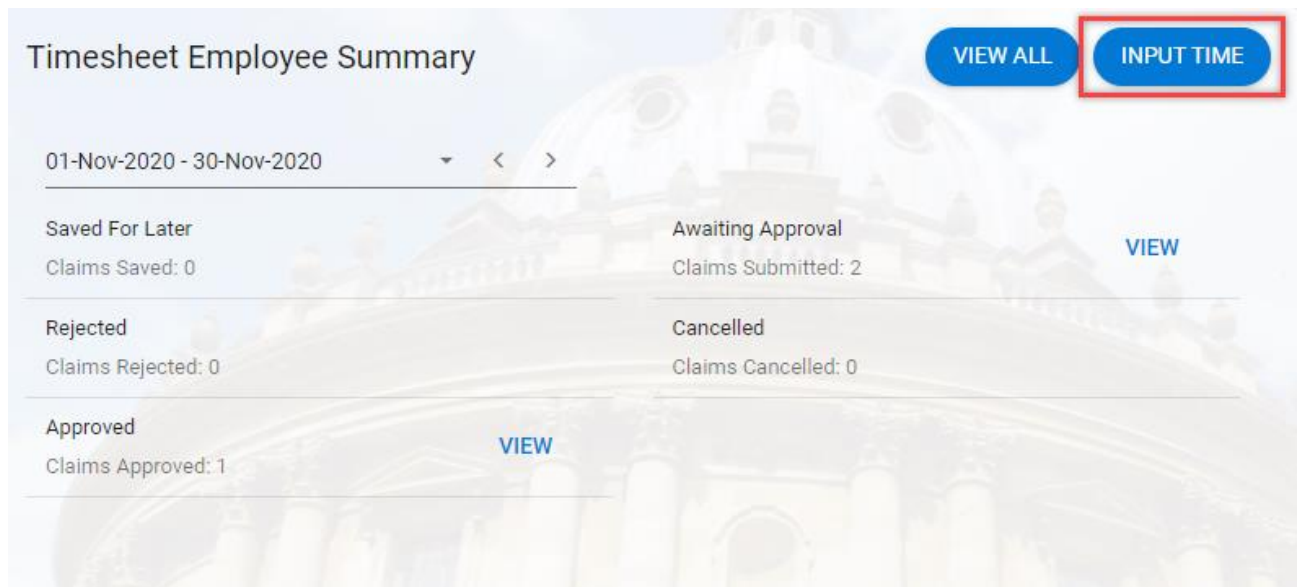 Timesheet Employee Summary
VIEW ALL
INPUT TIME
01-Nov-2020 - 30-Nov-2020
Saved For Later
Claims Saved: 0
Awaiting Approval
Claims Submitted: 2
VIEW
Rejected
Claims Rejected: 0
Cancelled
Claims Cancelled: 0
Approved
Claims Approved: 1
VIEW